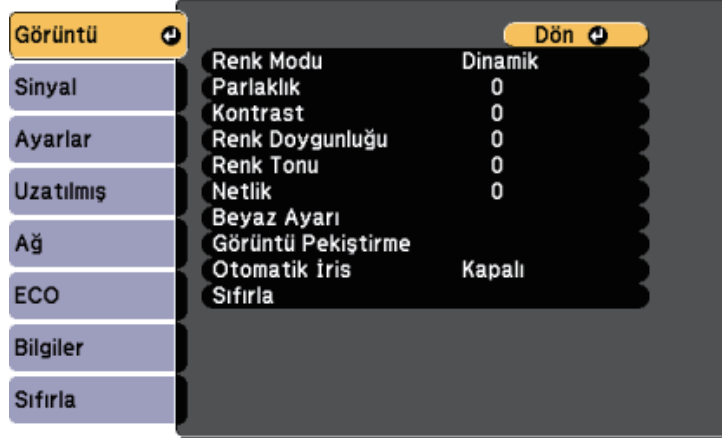 Görüntü
Sinyal
Ayarlar
Uzatılmış
Ağ
ECO
Bilgiler
Sıfırla
Dön
Renk Modu Dinamik
Parlaklık 0
Kontrast 0
Renk Doygunluğu 0
Renk Tonu 0
Netlik 0
Beyaz Ayarı
Görüntü Pekiştirme
Otomatik İris Kapalı
Sıfırla